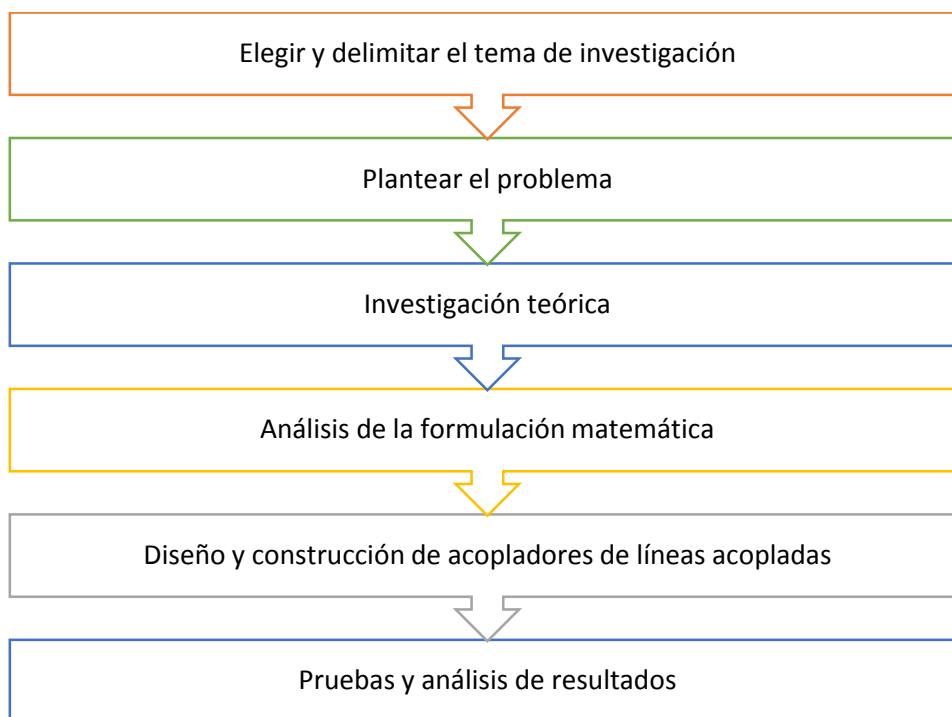 Elegir y delimitar el tema de investigación
Plantear el problema
Investigación teórica
Análisis de la formulación matemática
Diseño y construcción de acopladores de líneas acopladas
Pruebas y análisis de resultados